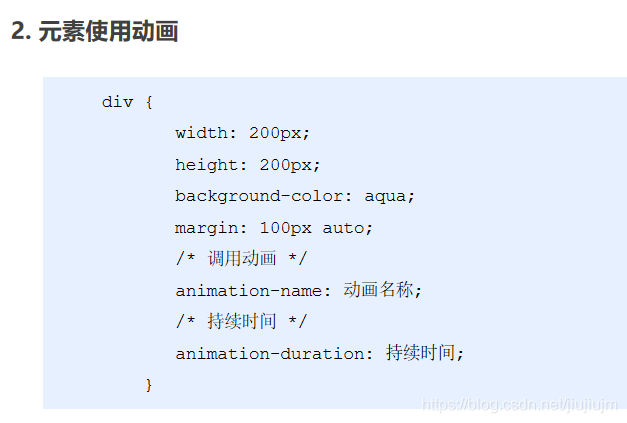 2. 元素使用动画
div {
width: 200px;
height: 200px;
background-color: aqua;
margin: 100px auto;
/* 调用动画 */
animation-name: 动画名称;
/* 持续时间 */
animation-duration: 持续时间;
}
https://blog.csdn.net/jiujiujm